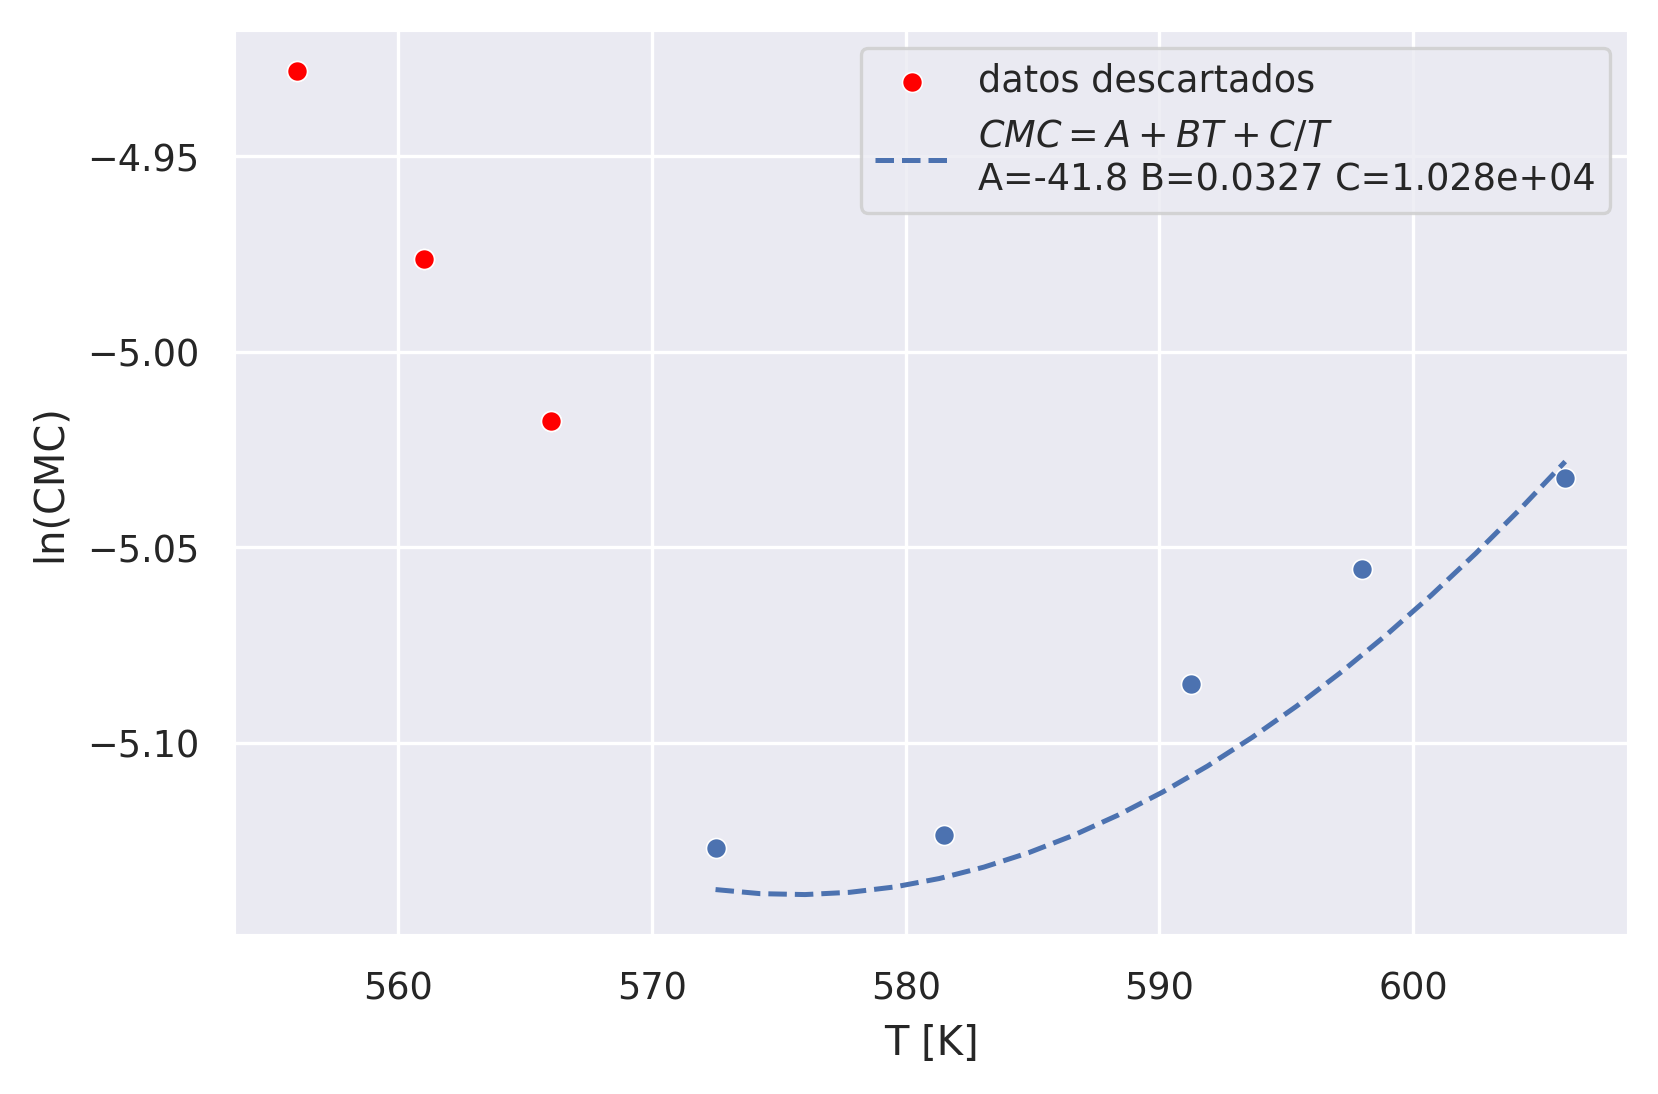 datos descartados
CMC = A + BT + C/T
A=-41.8 B=0.0327 C=1.028e+04
−4.95
−5.00
−5.05
−5.10
ln(CMC)
560 570 580 590 600
T [K]